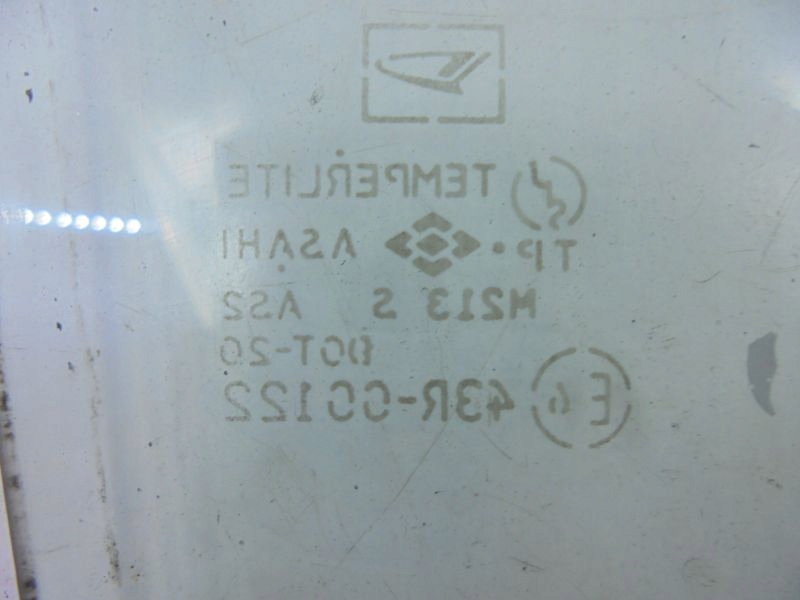 TEMPERLITE
TP. ASAHI
M213 S AS2
DOT-20
E6 43R-00122